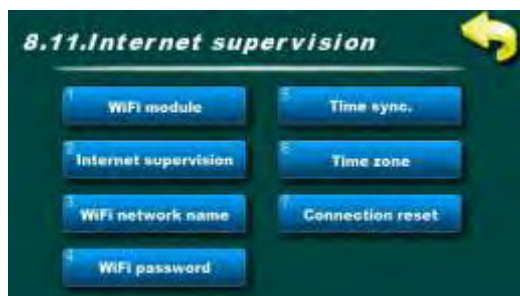 8.11.Internet supervision
1
WiFi module
2
Internet supervision
3
WiFi network name
4
WiFi password
5
Time sync.
6
Time zone
7
Connection reset